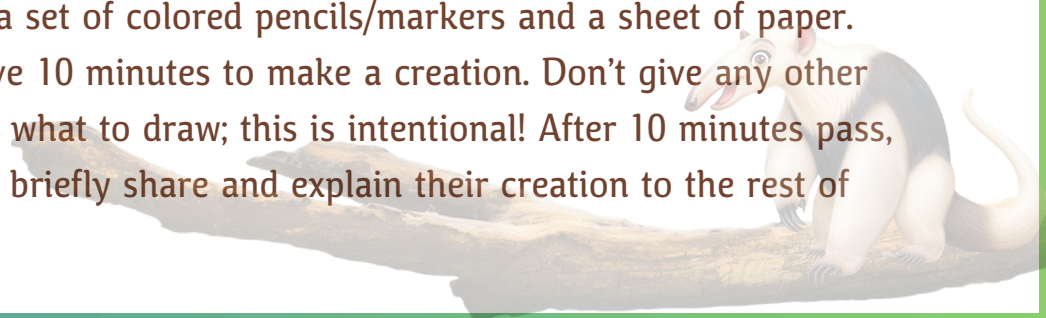 a set of colored pencils/markers and a sheet of paper.
10 minutes to make a creation. Don’t give any other
what to draw; this is intentional! After 10 minutes pass,
briefly share and explain their creation to the rest of